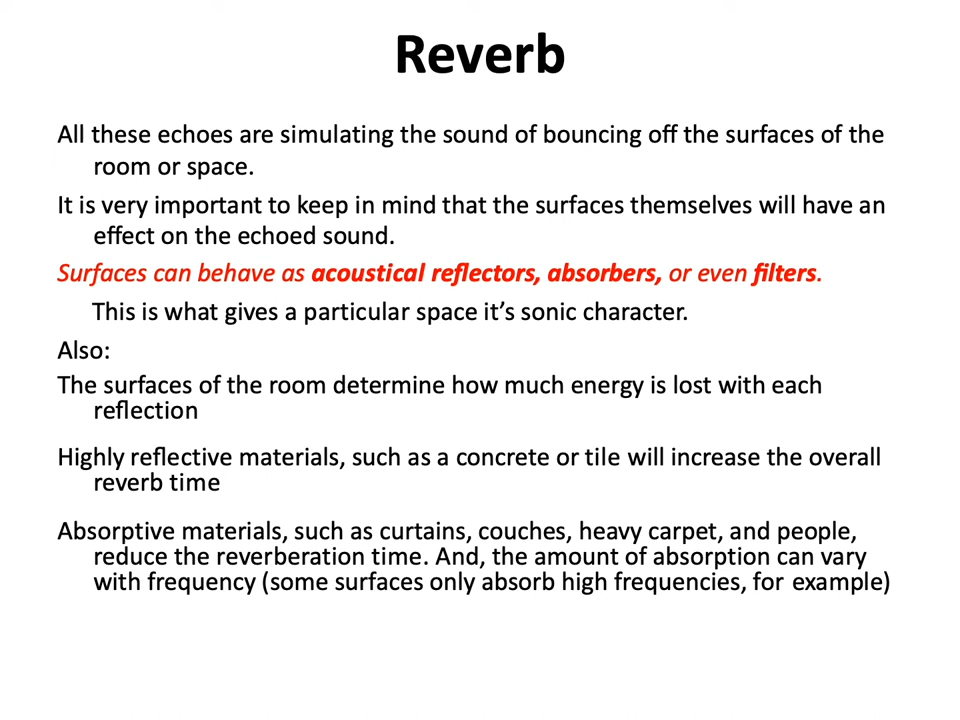 Reverb
All these echoes are simulating the sound of bouncing off the surfaces of the
room or space.
It is very important to keep in mind that the surfaces themselves will have an
effect on the echoed sound.
Surfaces can behave as acoustical reflectors, absorbers, or even filters.
This is what gives a particular space it's sonic character.
Also:
The surfaces of the room determine how much energy is lost with each
reflection
Highly reflective materials, such as a concrete or tile will increase the overall
reverb time
Absorptive materials, such as curtains, couches, heavy carpet, and people,
reduce the reverberation time. And, the amount of absorption can vary
with frequency (some surfaces only absorb high frequencies, for example)